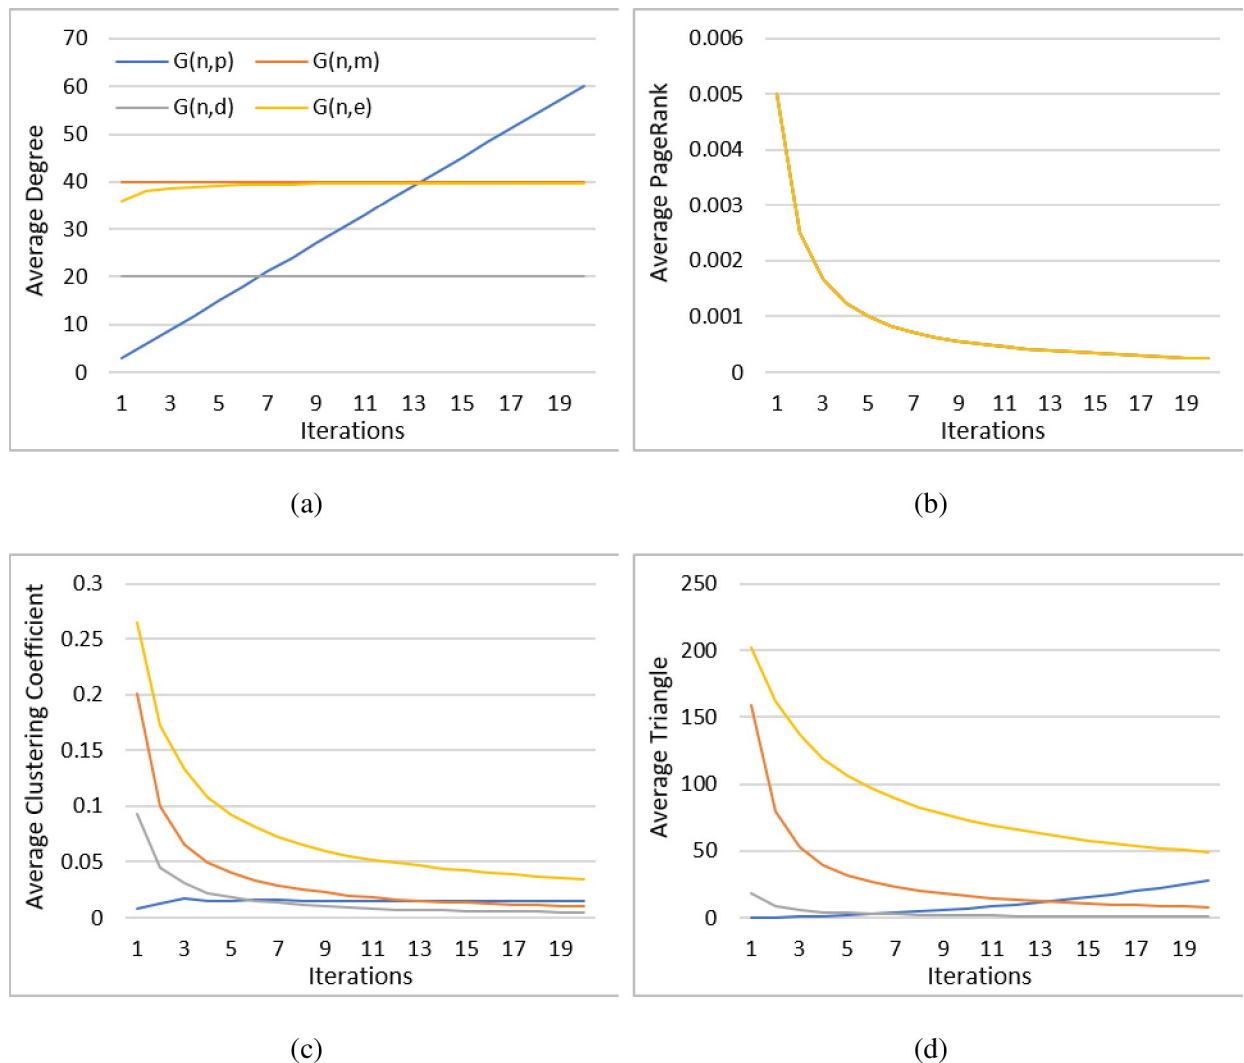 70
60
50
40
30
20
10
0
Average Degree
G(n,p) G(n,m)
G(n,d) G(n,e)
1 3 5 7 9 11 13 15 17 19
Iterations
(a)
0.006
0.005
0.004
0.003
0.002
0.001
0
Average PageRank
1 3 5 7 9 11 13 15 17 19
Iterations
(b)
0.3
0.25
0.2
0.15
0.1
0.05
0
Average Clustering Coefficient
1 3 5 7 9 11 13 15 17 19
Iterations
(c)
250
200
150
100
50
0
Average Triangle
1 3 5 7 9 11 13 15 17 19
Iterations
(d)